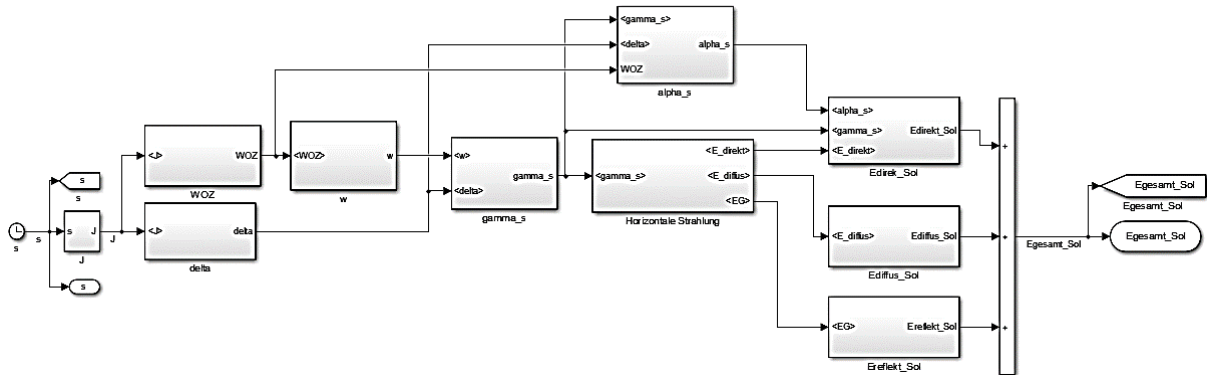 s
s
s
s
s
J
J
J
<J>
WOZ
WOZ
<J>
delta
delta
<WOZ>
w
w
<w>
<delta>
gamma_s
gamma_s
<gamma_s>
<delta>
WOZ
alpha_s
alpha_s
<gamma_s>
<E_direkt>
<E_diffus>
<EG>
Horizontale Strahlung
<alpha_s>
<gamma_s>
<E_direkt>
Edirekt_Sol
Edirek_Sol
<E_diffus>
Ediffus_Sol
Ediffus_Sol
<EG>
Ereflekt_Sol
Ereflekt_Sol
+
+
+
Egesamt_Sol
Egesamt_Sol
Egesamt_Sol
Egesamt_Sol
s